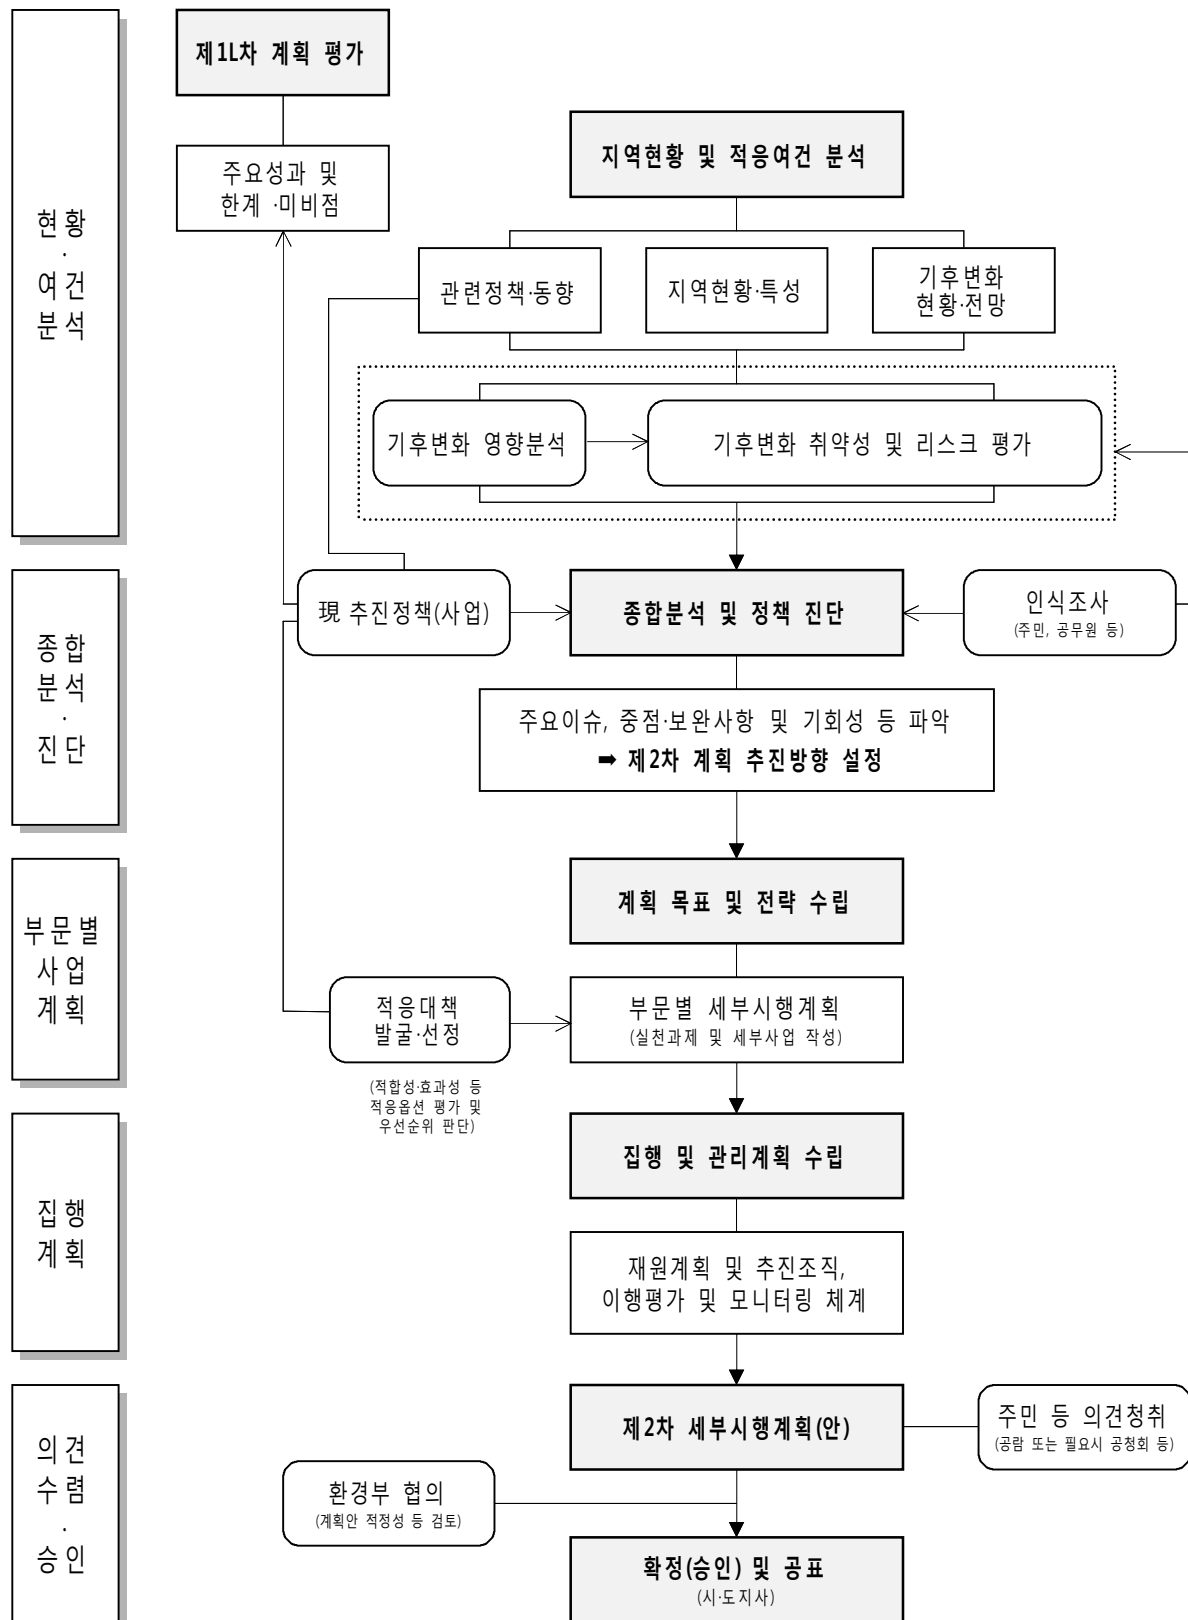 제1L차 계획 평가
주요성과 및
한계·미비점
현황
·
여건
분석
지역현황 및 적응여건 분석
관련정책·동향
지역현황·특성
기후변화
현황·전망
기후변화 영향분석
기후변화 취약성 및 리스크 평가
종합
분석
·
진단
現 추진정책(사업)
종합분석 및 정책 진단
인식조사
(주민, 공무원 등)
주요이슈, 중점·보완사항 및 기회성 등 파악
➡ 제2차 계획 추진방향 설정
부문별
사업
계획
계획 목표 및 전략 수립
적응대책
발굴·선정
(적합성·효과성 등
적응옵션 평가 및
우선순위 판단)
부문별 세부시행계획
(실천과제 및 세부사업 작성)
집행
계획
집행 및 관리계획 수립
재원계획 및 추진조직,
이행평가 및 모니터링 체계
의견
수렴
·
승인
제2차 세부시행계획(안)
주민 등 의견청취
(공람 또는 필요시 공청회 등)
환경부 협의
(계획안 적정성 등 검토)
확정(승인) 및 공표
(시·도지사)